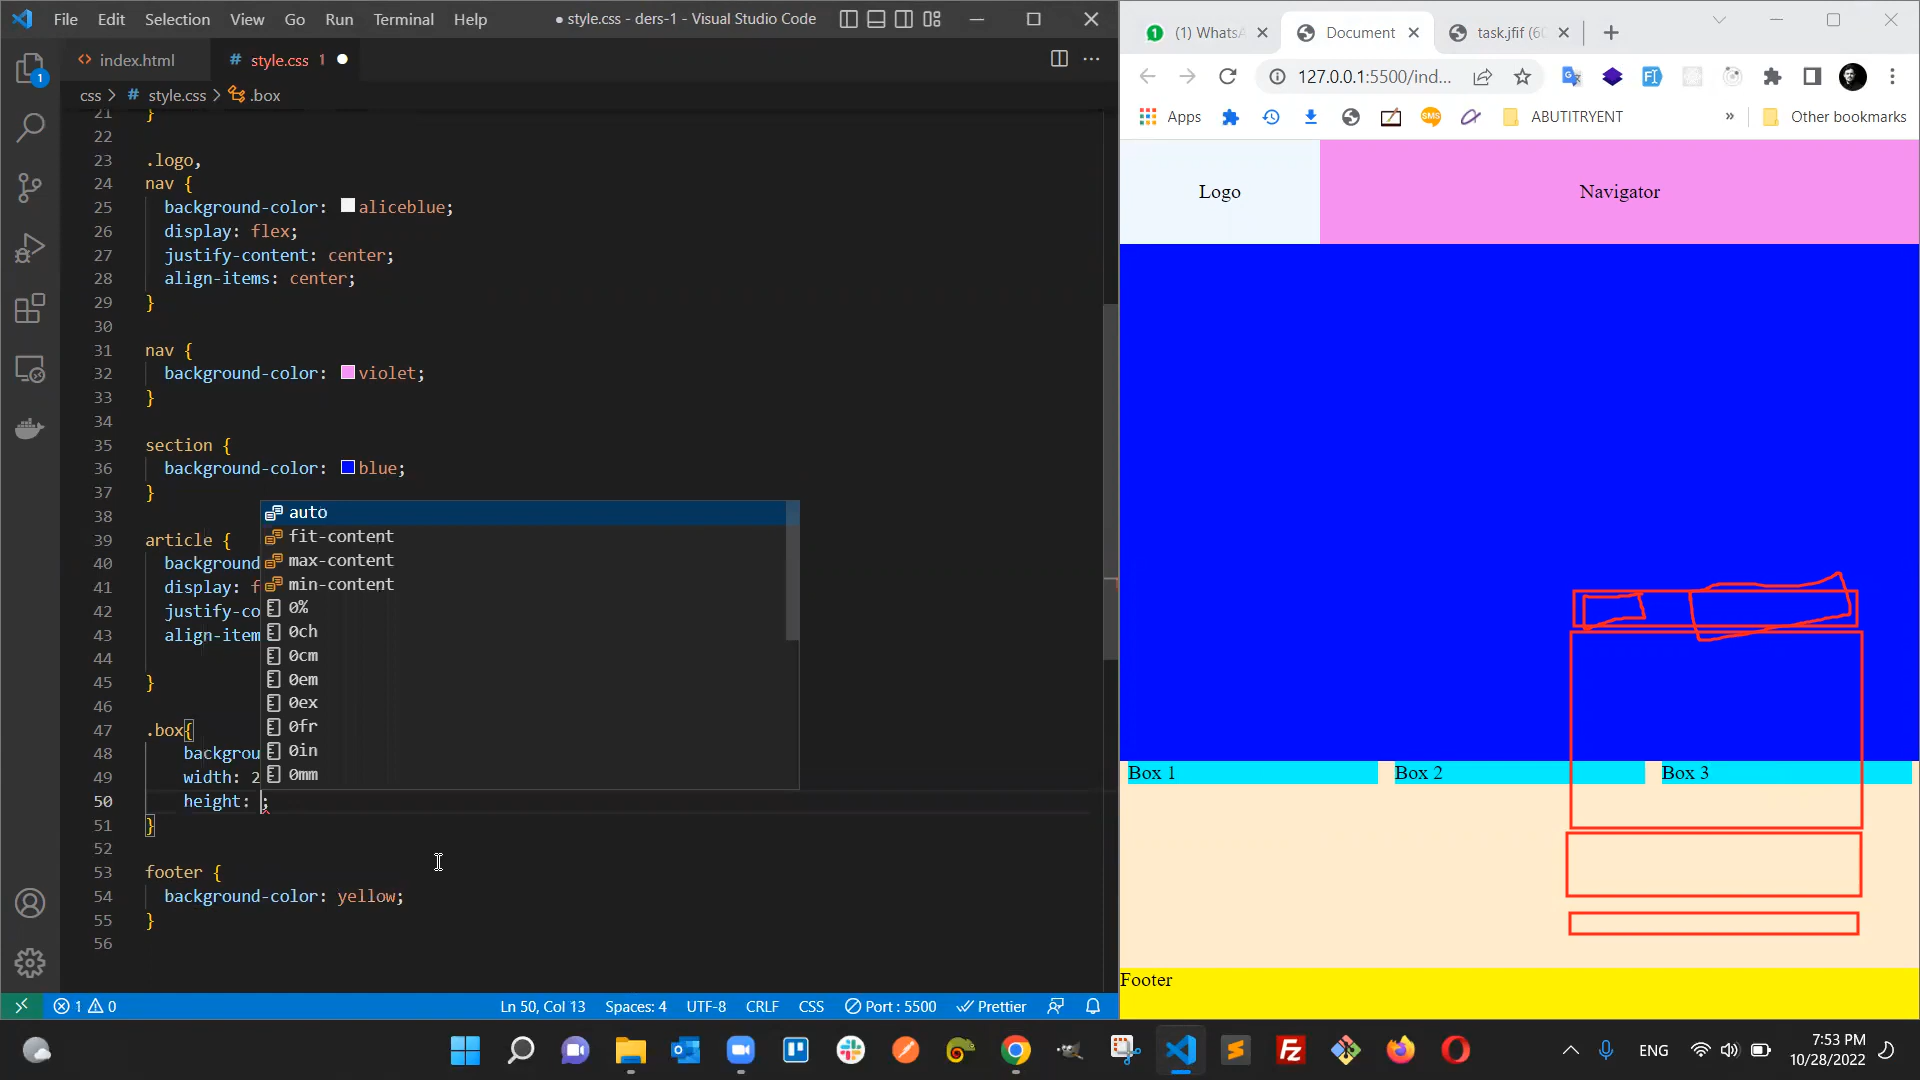 File Edit Selection View Go Run Terminal Help
● style.css - ders-1 - Visual Studio Code
index.html
# style.css 1 ●
css > # style.css > .box
21 }
22
23 .logo,
24 nav {
25 background-color: aliceblue;
26 display: flex;
27 justify-content: center;
28 align-items: center;
29 }
30
31 nav {
32 background-color: violet;
33 }
34
35 section {
36 background-color: blue;
37 }
38
39 article {
40 background
41 display: f
42 justify-co
43 align-item
44
45 }
46
47 .box{
48 backgrou
49 width: 2
50 height: ;
51 }
52
53 footer {
54 background-color: yellow;
55 }
56
auto
fit-content
max-content
min-content
0%
0ch
0cm
0em
0ex
0fr
0in
0mm
1
1 0
Ln 50, Col 13
Spaces: 4
UTF-8
CRLF
CSS
Port : 5500
Prettier
(1) WhatsA
Document
task.jfif (60
127.0.0.1:5500/ind...
Apps
SMS
ABUTITRYENT
»
Other bookmarks
Logo
Navigator
Box 1
Box 2
Box 3
Footer
ENG
7:53 PM
10/28/2022